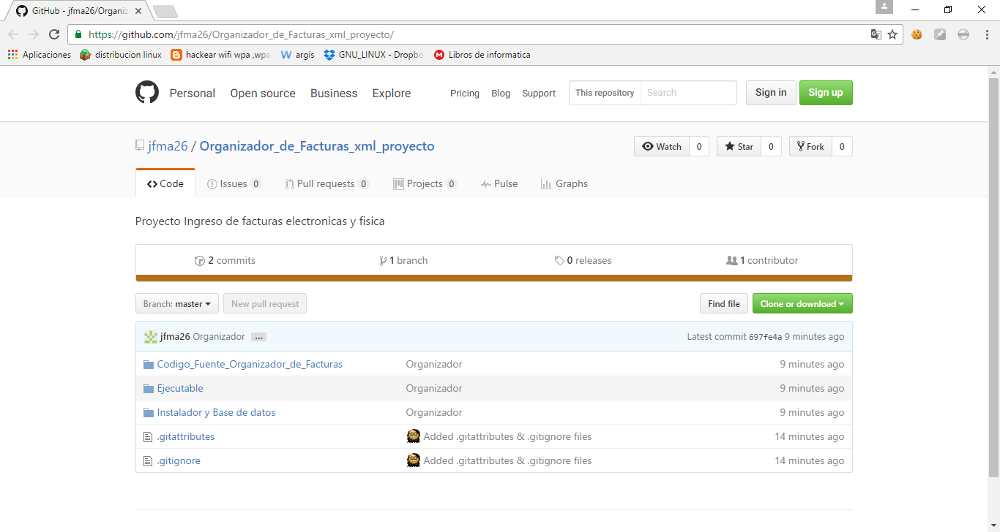 GitHub - jfma26/Organiz
https://github.com/jfma26/Organizador_de_Facturas_xml_proyecto/
Aplicaciones distribucion linux hackear wifi wpa ,wpa argis GNU_LINUX - Dropbo Libros de informatica
Personal Open source Business Explore Pricing Blog Support This repository Search Sign in Sign up
jfma26 / Organizador_de_Facturas_xml_proyecto Watch 0 Star 0 Fork 0
Code Issues 0 Pull requests 0 Projects 0 Pulse Graphs
Proyecto Ingreso de facturas electronicas y fisica
2 commits 1 branch 0 releases 1 contributor
Branch: master New pull request Find file Clone or download
jfma26 Organizador … Latest commit 697fe4a 9 minutes ago
Codigo_Fuente_Organizador_de_Facturas Organizador 9 minutes ago
Ejecutable Organizador 9 minutes ago
Instalador y Base de datos Organizador 9 minutes ago
.gitattributes Added .gitattributes & .gitignore files 14 minutes ago
.gitignore Added .gitattributes & .gitignore files 14 minutes ago